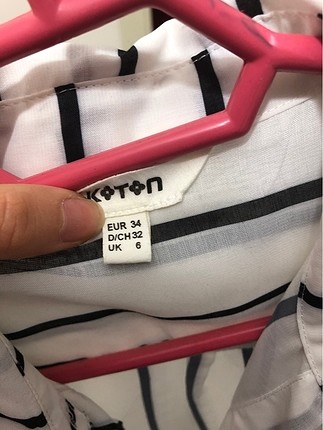 KOTON
EUR 34
D/CH 32
UK 6